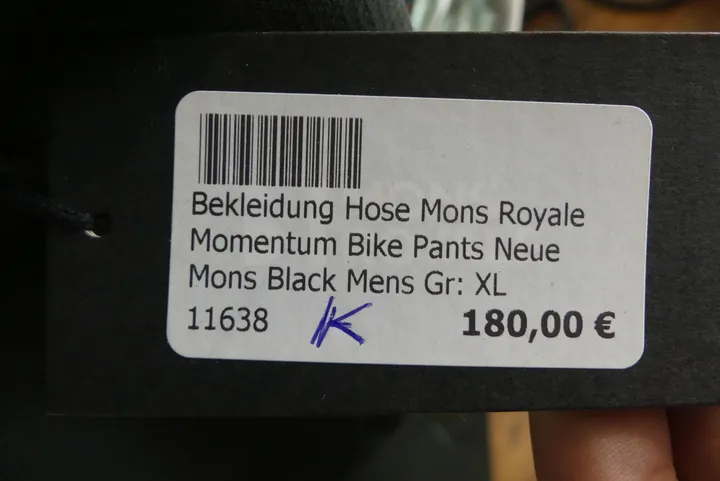 Bekleidung Hose Mons Royale
Momentum Bike Pants Neue
Mons Black Mens Gr: XL
11638 K 180,00 €